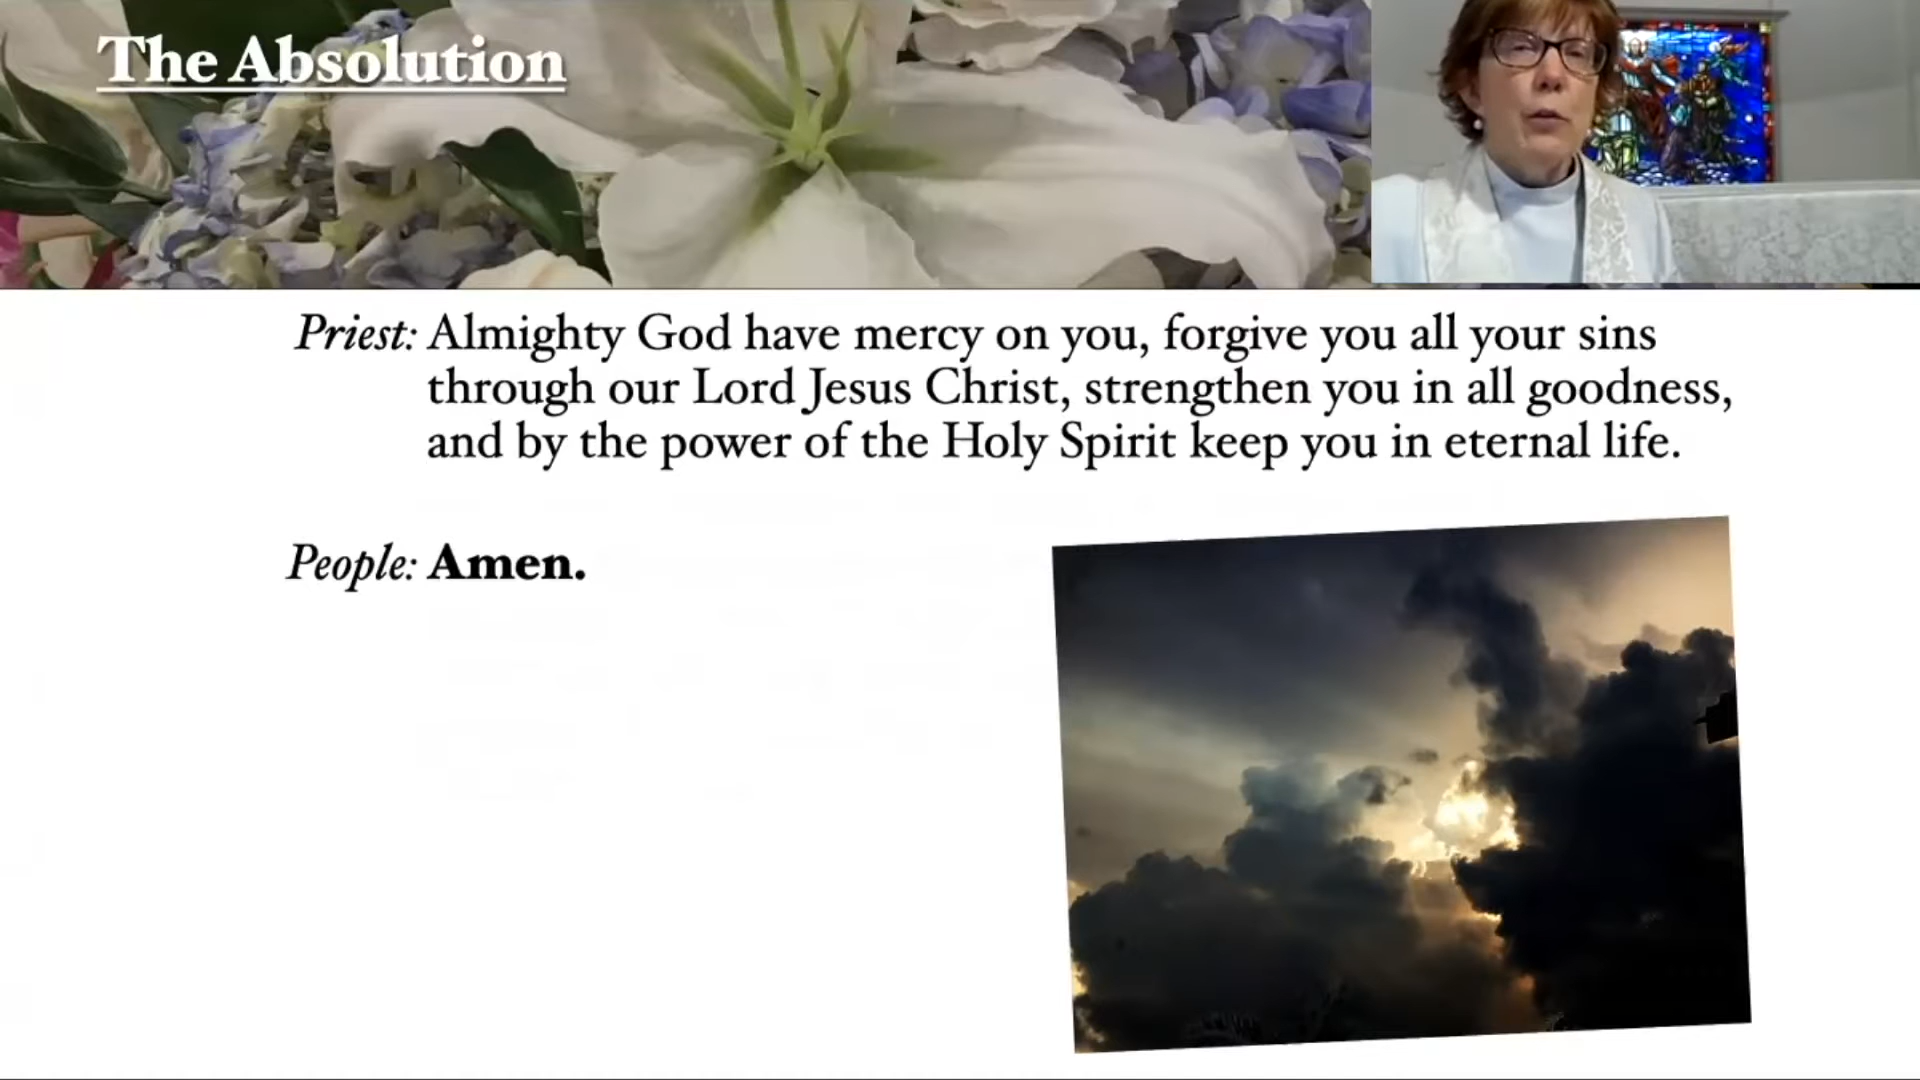 The Absolution
Priest: Almighty God have mercy on you, forgive you all your sins
through our Lord Jesus Christ, strengthen you in all goodness,
and by the power of the Holy Spirit keep you in eternal life.
People: Amen.